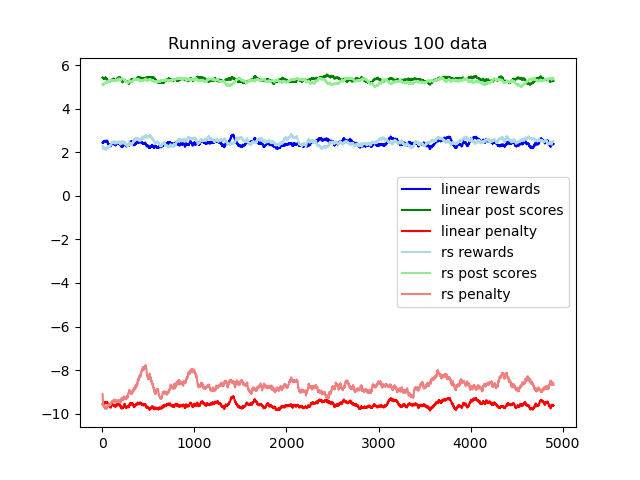 Running average of previous 100 data
6
4
2
0
−2
−4
−6
−8
−10
linear rewards
linear post scores
linear penalty
rs rewards
rs post scores
rs penalty
0 1000 2000 3000 4000 5000